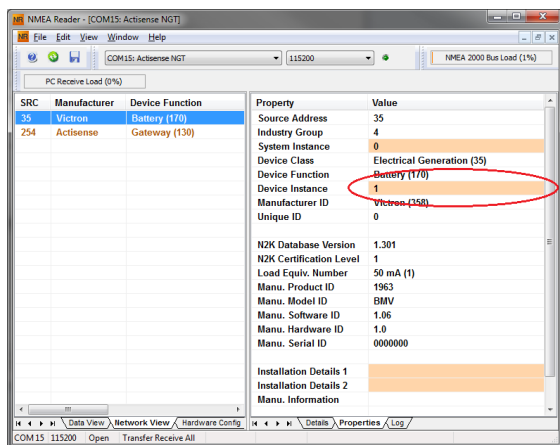 NMEA Reader - [COM15: Actisense NGT]
File Edit View Window Help
COM15: Actisense NGT 115200 NMEA 2000 Bus Load (1%)
PC Receive Load (0%)
SRC Manufacturer Device Function
35 Victron Battery (170)
254 Actisense Gateway (130)
Property Value
Source Address 35
Industry Group 4
System Instance 0
Device Class Electrical Generation (35)
Device Function Battery (170)
Device Instance 1
Manufacturer ID Victron (358)
Unique ID 0
N2K Database Version 1.301
N2K Certification Level 1
Load Equiv. Number 50 mA (1)
Manu. Product ID 1963
Manu. Model ID BMV
Manu. Software ID 1.06
Manu. Hardware ID 1.0
Manu. Serial ID 0000000
Installation Details 1
Installation Details 2
Manu. Information
Data View Network View Hardware Config Details Properties Log
COM 15 115200 Open Transfer Receive All